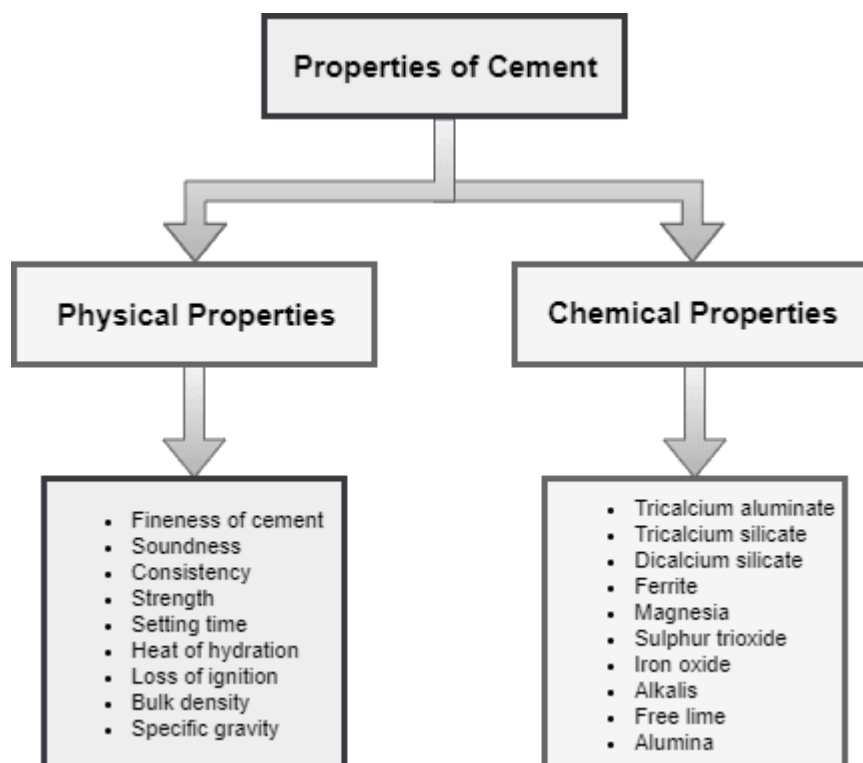 Properties of Cement
Physical Properties
Chemical Properties
• Fineness of cement
• Soundness
• Consistency
• Strength
• Setting time
• Heat of hydration
• Loss of ignition
• Bulk density
• Specific gravity
• Tricalcium aluminate
• Tricalcium silicate
• Dicalcium silicate
• Ferrite
• Magnesia
• Sulphur trioxide
• Iron oxide
• Alkalis
• Free lime
• Alumina